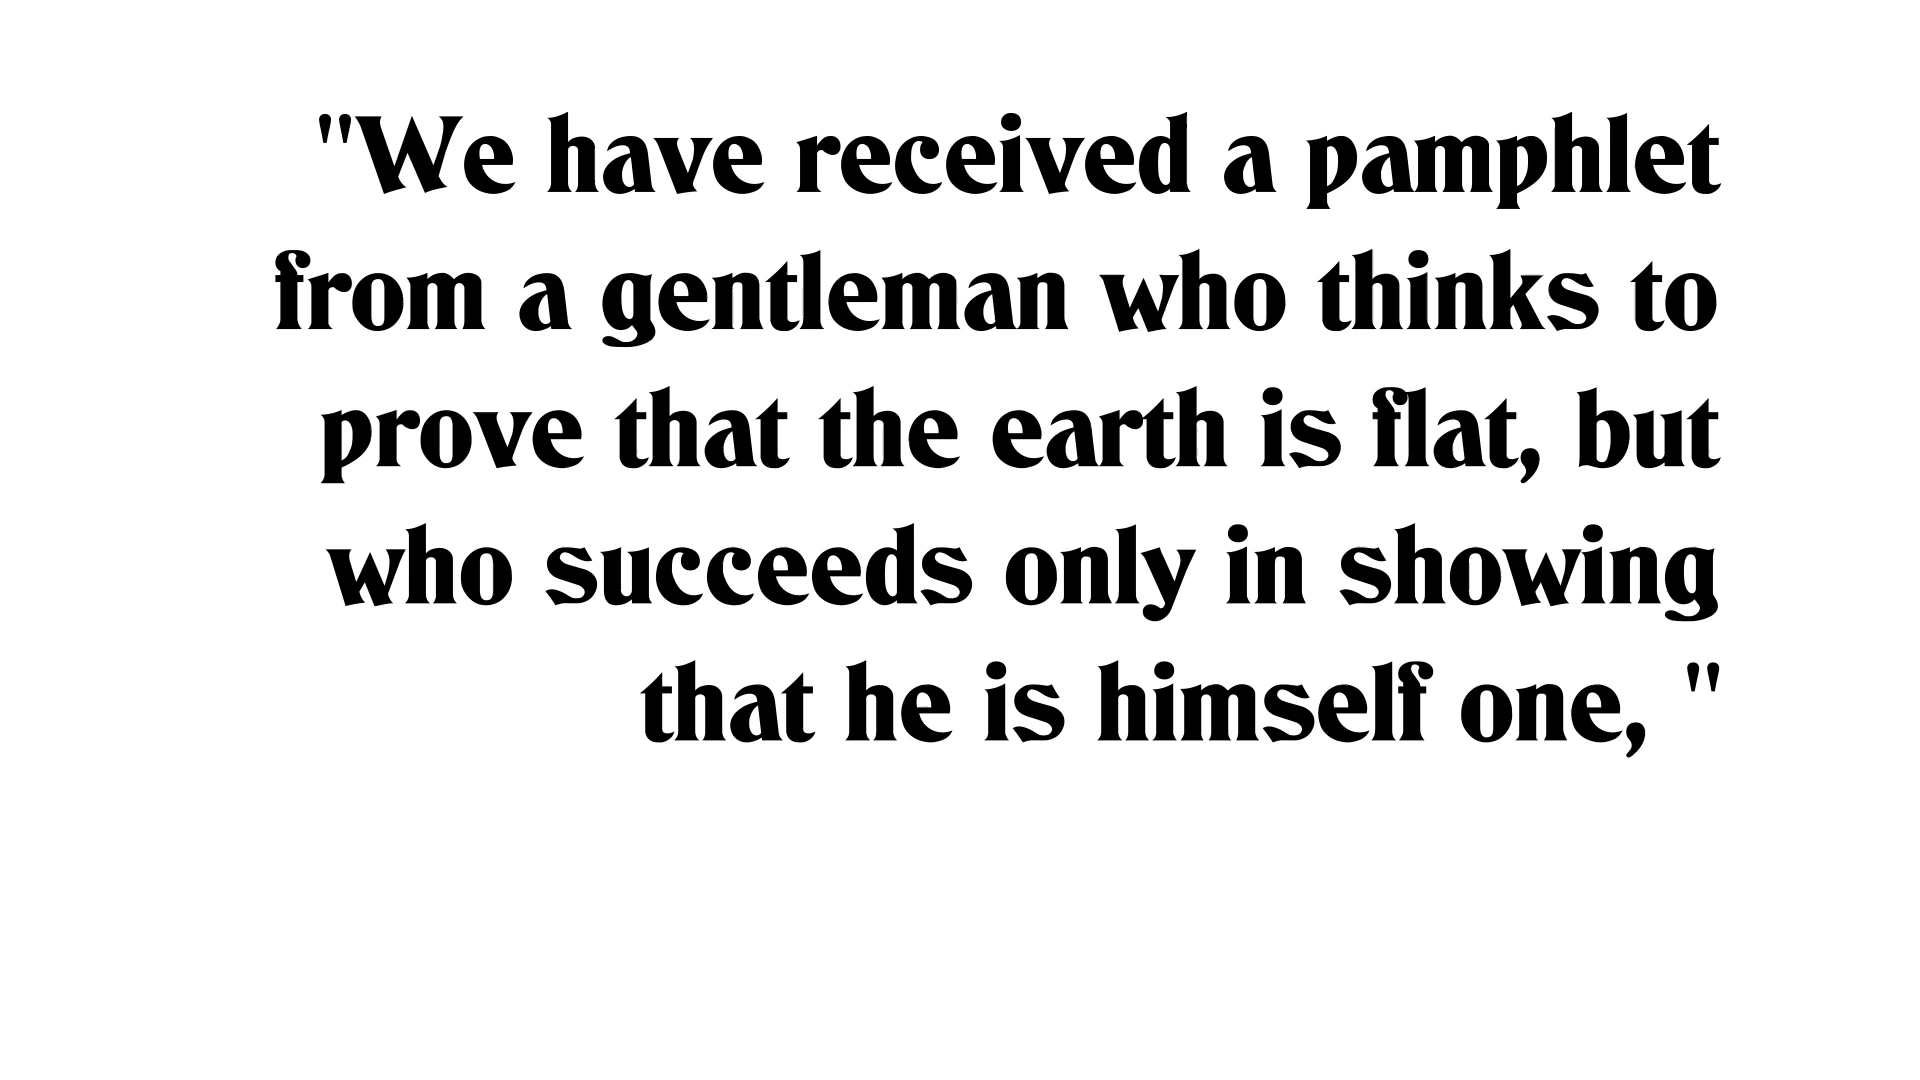 "We have received a pamphlet
from a gentleman who thinks to
prove that the earth is flat, but
who succeeds only in showing
that he is himself one, "